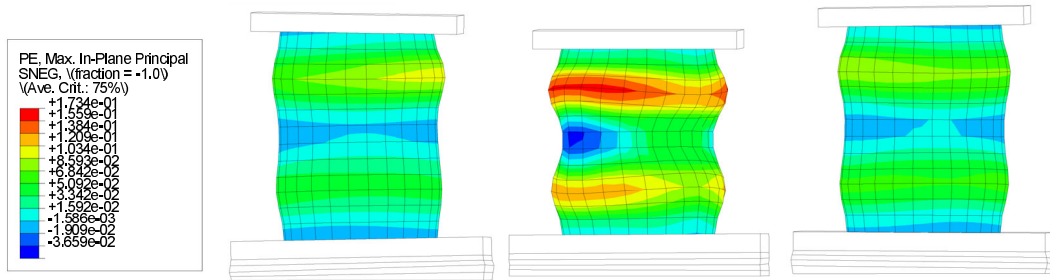 PE, Max. In-Plane Principal
SNEG, \(fraction = -1.0\)
\(Ave. Crit.: 75%\)
+1.734e-01
+1.559e-01
+1.384e-01
+1.209e-01
+1.034e-01
+8.593e-02
+6.842e-02
+5.092e-02
+3.342e-02
+1.592e-02
-1.586e-03
-1.909e-02
-3.659e-02